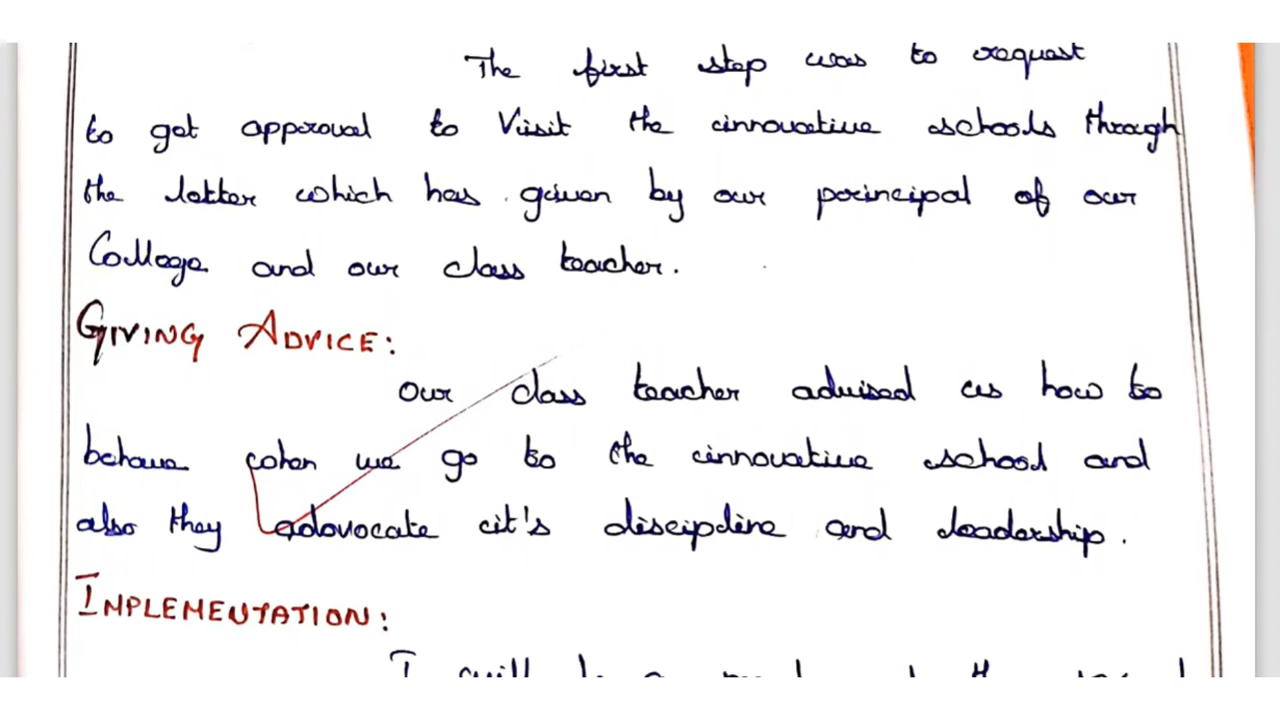 The first step was to request
to get approval to Visit the innovative schools through
the letter which has given by our principal of our
College and our class teacher.
GIVING ADVICE:
Our class teacher advised us how to
behave when we go to the innovative school and
also they adovocate it's discipline and leadership.
IMPLEMENTATION:
I will